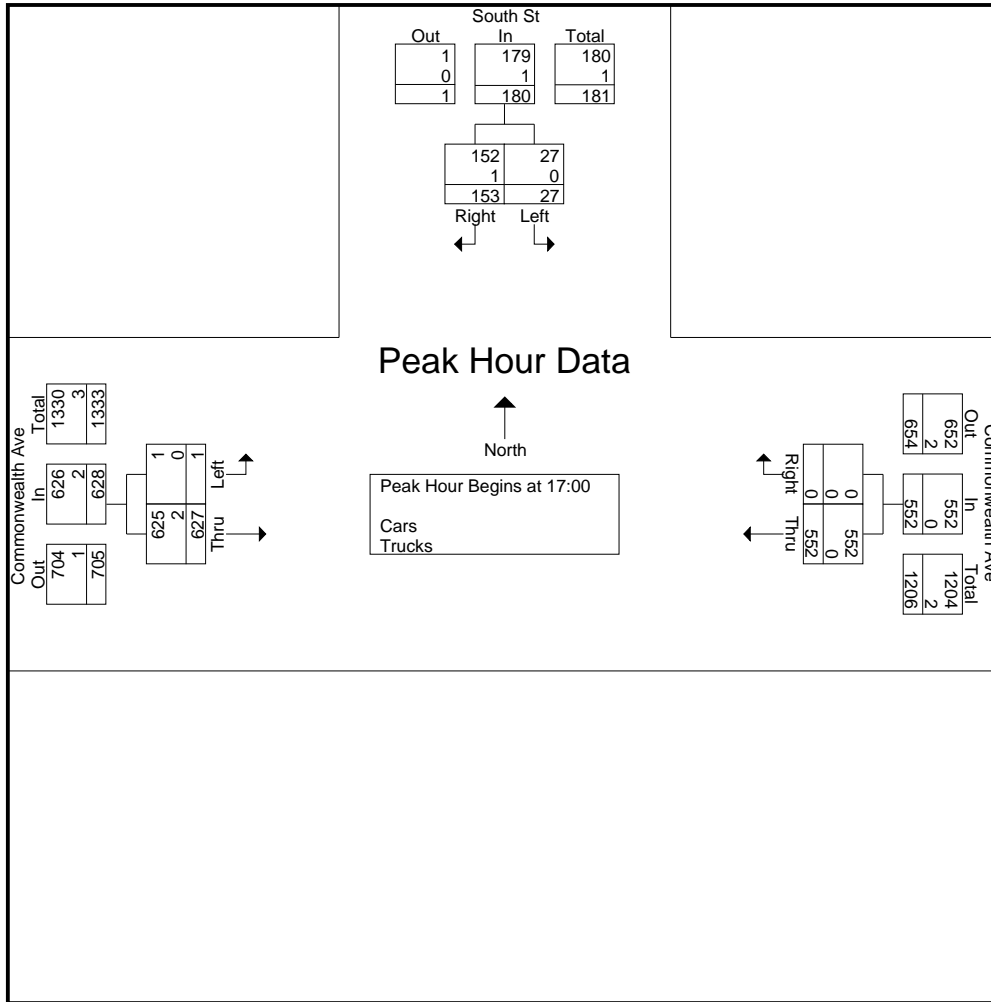 South St
Out In Total
1 179 180
0 1 1
1 180 181
152 27
1 0
153 27
Right Left
Peak Hour Data
North
Peak Hour Begins at 17:00
Cars
Trucks
Commonwealth Ave
Total
1330
3
1333
In
626
2
628
Out
704
1
705
Left
1
0
1
Thru
625
2
627
Commonwealth Ave
Out
652
2
654
In
552
0
552
Total
1204
2
1206
Right
0
0
0
Thru
552
0
552